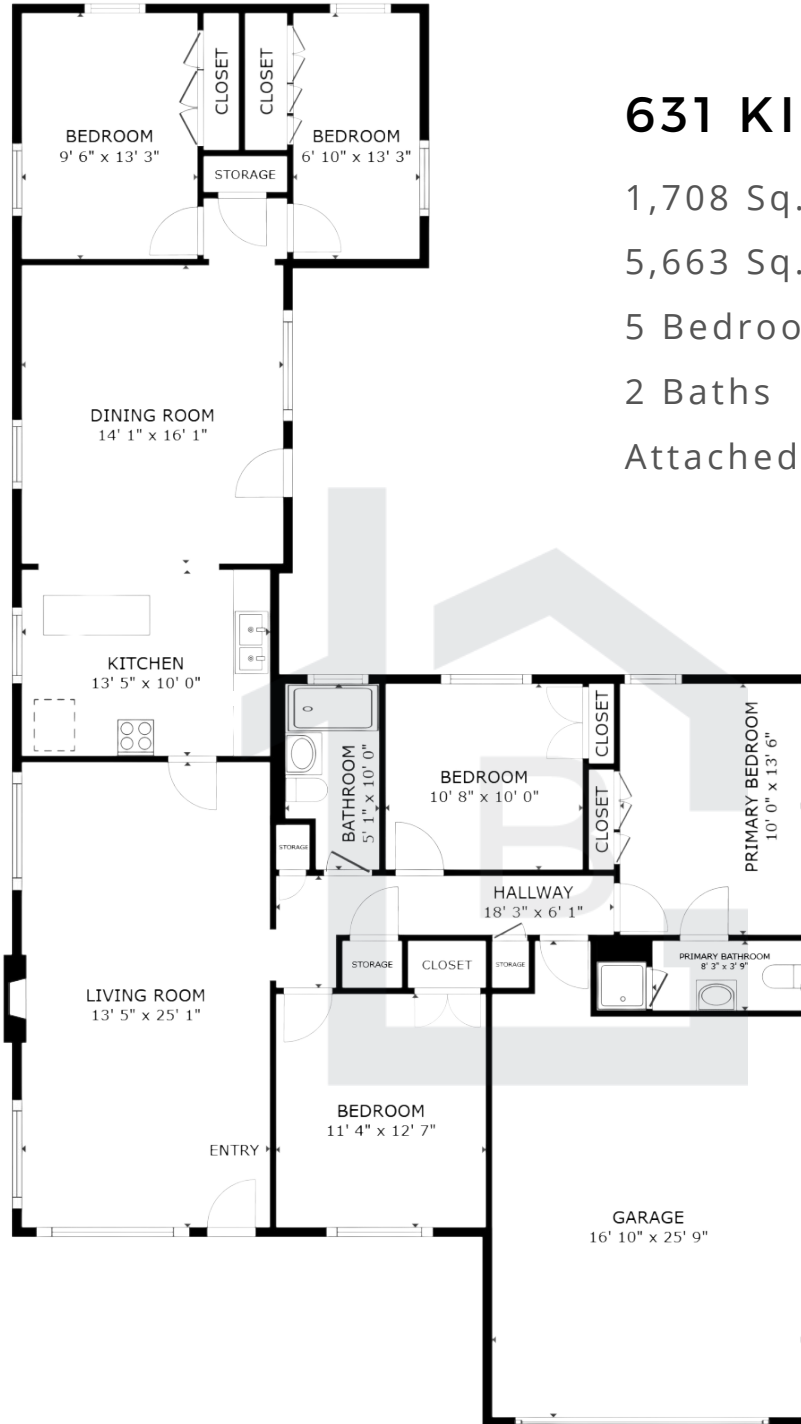 BEDROOM
9' 6" x 13' 3"
CLOSET
CLOSET
BEDROOM
6' 10" x 13' 3"
STORAGE
631 KI
1,708 Sq.
5,663 Sq.
5 Bedroo
2 Baths
Attached
DINING ROOM
14' 1" x 16' 1"
KITCHEN
13' 5" x 10' 0"
BATHROOM
5' 1" x 10' 0"
BEDROOM
10' 8" x 10' 0"
CLOSET
CLOSET
PRIMARY BEDROOM
10' 0" x 13' 6"
STORAGE
HALLWAY
18' 3" x 6' 1"
STORAGE
CLOSET
STORAGE
PRIMARY BATHROOM
8' 3" x 3' 9"
LIVING ROOM
13' 5" x 25' 1"
ENTRY
BEDROOM
11' 4" x 12' 7"
GARAGE
16' 10" x 25' 9"
B